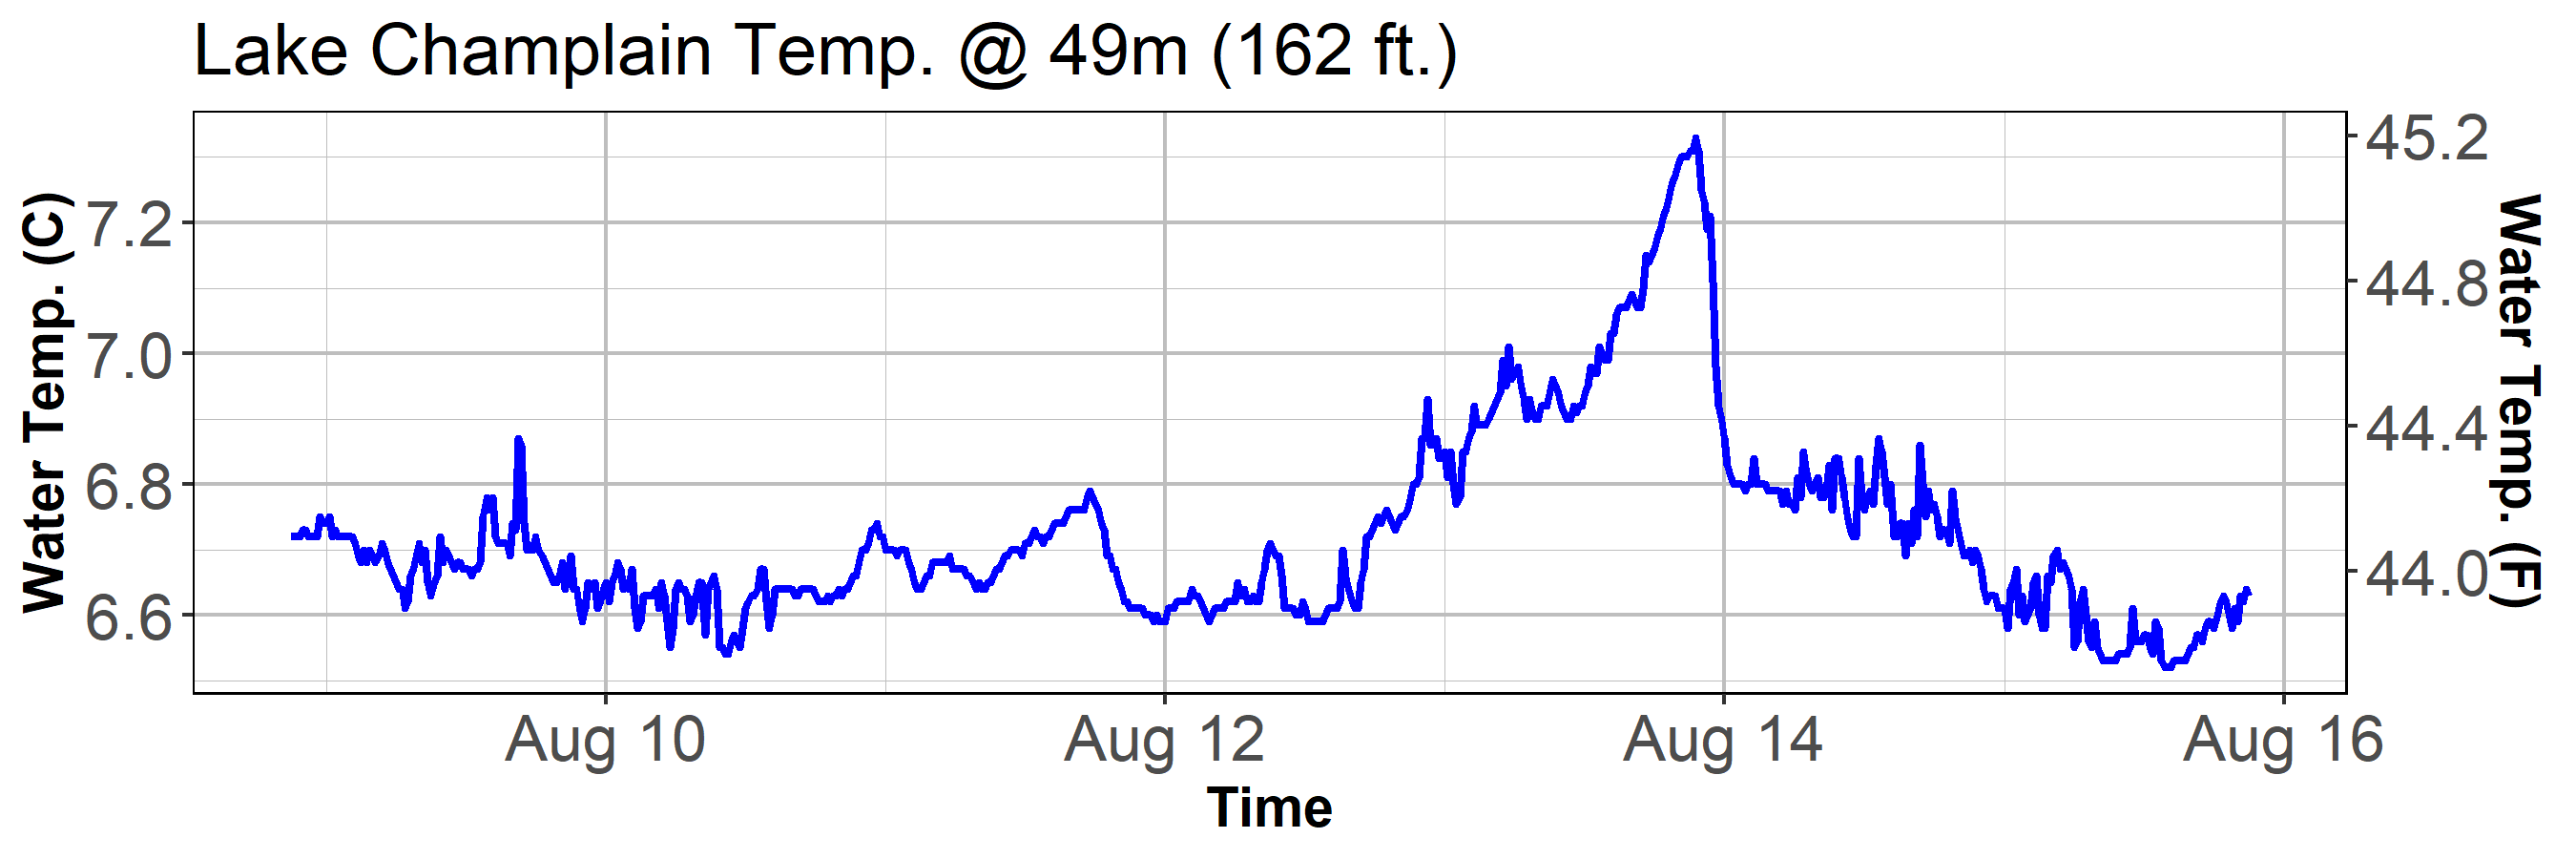 Lake Champlain Temp. @ 49m (162 ft.)
Water Temp. (C)
7.2
7.0
6.8
6.6
45.2
44.8
44.4
44.0
Water Temp. (F)
Aug 10 Aug 12 Aug 14 Aug 16
Time